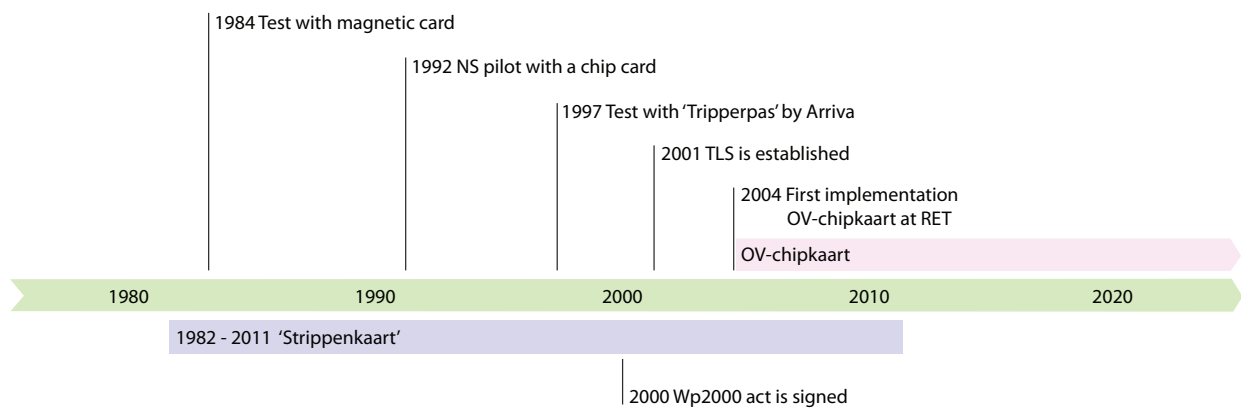 1984 Test with magnetic card
1992 NS pilot with a chip card
1997 Test with ‘Tripperpas’ by Arriva
2001 TLS is established
2004 First implementation
OV-chipkaart at RET
OV-chipkaart
1980 1990 2000 2010 2020
1982 - 2011 ‘Strippenkaart’
2000 Wp2000 act is signed